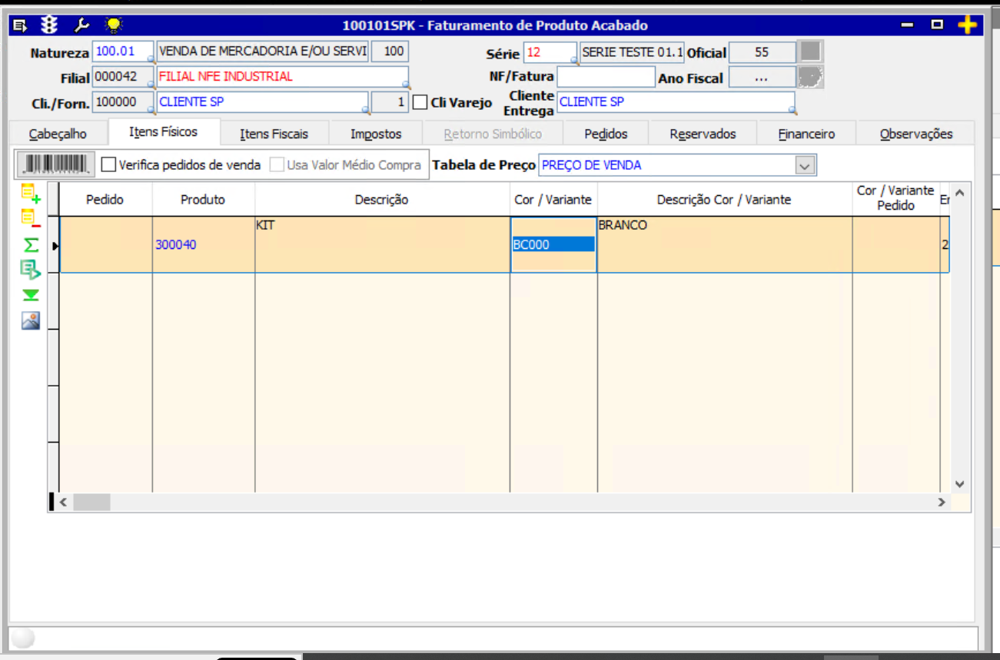 100101SPK - Faturamento de Produto Acabado
Natureza 100.01 VENDA DE MERCADORIA E/OU SERVI 100 Série 12 SERIE TESTE 01.1 Oficial 55
Filial 000042 FILIAL NFE INDUSTRIAL NF/Fatura Ano Fiscal ...
Cli./Forn. 100000 CLIENTE SP 1 Cli Varejo Cliente Entrega CLIENTE SP
Cabeçalho Itens Físicos Itens Fiscais Impostos Retorno Simbólico Pedidos Reservados Financeiro Observações
Verifica pedidos de venda Usa Valor Médio Compra Tabela de Preço PREÇO DE VENDA
Pedido Produto Descrição Cor / Variante Descrição Cor / Variante Cor / Variante Pedido
KIT BRANCO
300040 BC000 2